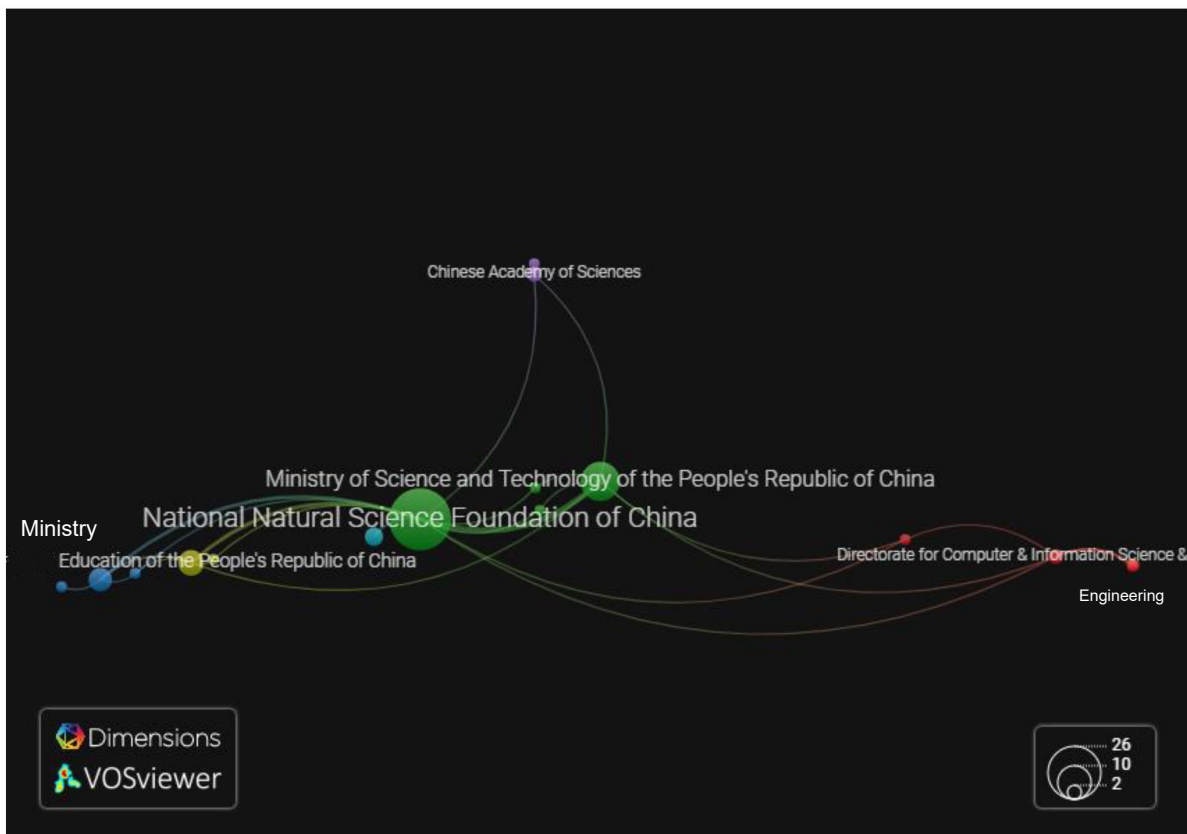 Chinese Academy of Sciences
Ministry of Science and Technology of the People's Republic of China
National Natural Science Foundation of China
Ministry
Education of the People's Republic of China
Directorate for Computer & Information Science &
Engineering
Dimensions
VOSviewer
26
10
2